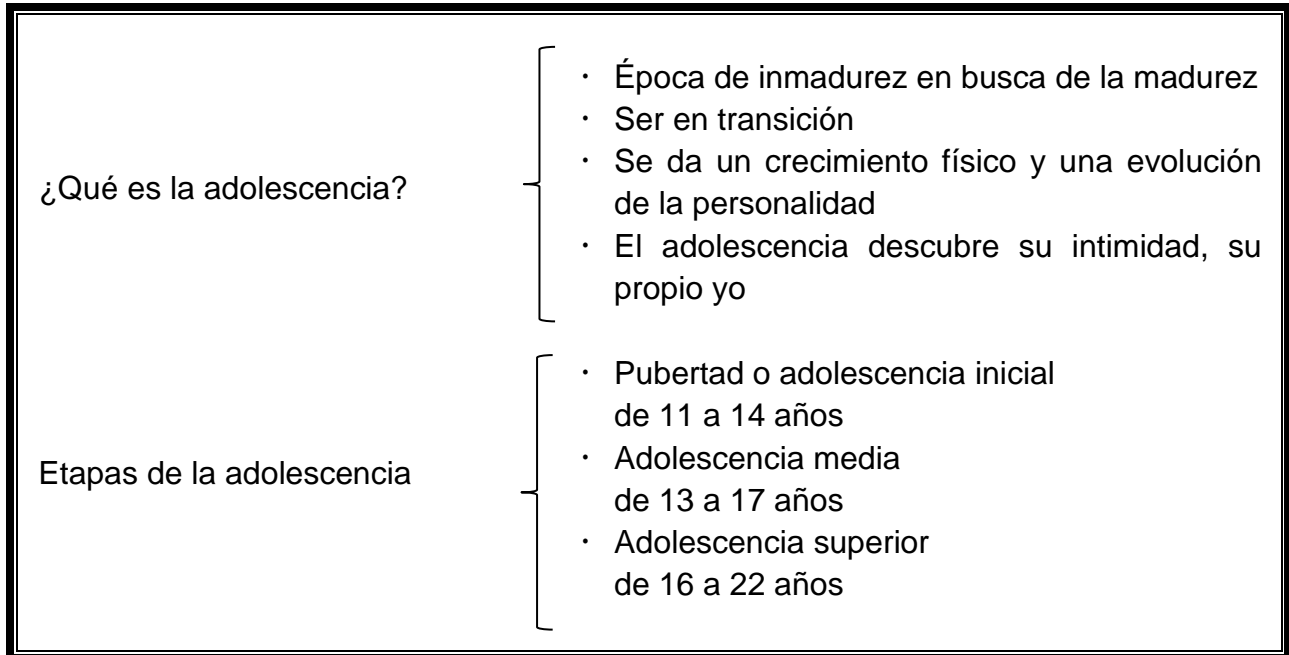 ¿Qué es la adolescencia?
· Época de inmadurez en busca de la madurez
· Ser en transición
· Se da un crecimiento físico y una evolución
de la personalidad
· El adolescencia descubre su intimidad, su
propio yo
Etapas de la adolescencia
· Pubertad o adolescencia inicial
de 11 a 14 años
· Adolescencia media
de 13 a 17 años
· Adolescencia superior
de 16 a 22 años